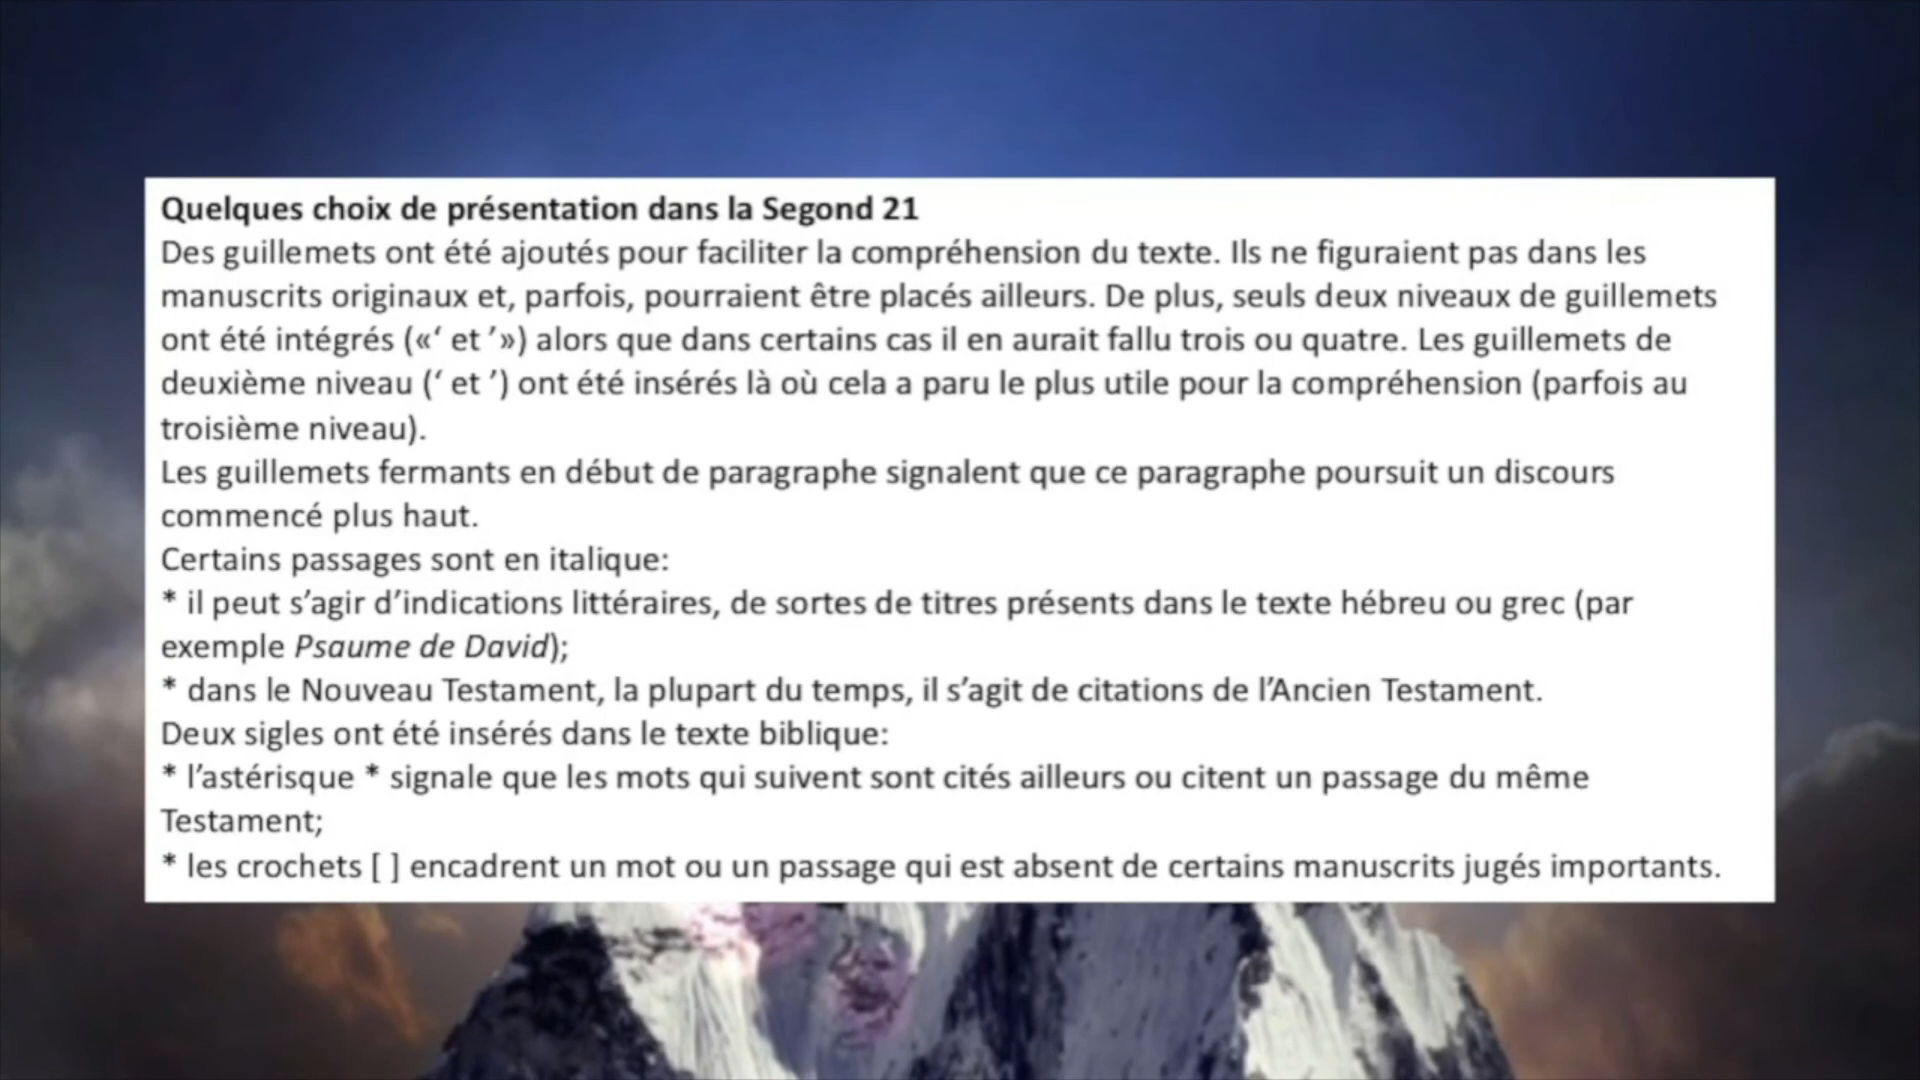 Quelques choix de présentation dans la Segond 21
Des guillemets ont été ajoutés pour faciliter la compréhension du texte. Ils ne figuraient pas dans les
manuscrits originaux et, parfois, pourraient être placés ailleurs. De plus, seuls deux niveaux de guillemets
ont été intégrés («‘ et ’») alors que dans certains cas il en aurait fallu trois ou quatre. Les guillemets de
deuxième niveau (‘ et ’) ont été insérés là où cela a paru le plus utile pour la compréhension (parfois au
troisième niveau).
Les guillemets fermants en début de paragraphe signalent que ce paragraphe poursuit un discours
commencé plus haut.
Certains passages sont en italique:
* il peut s’agir d’indications littéraires, de sortes de titres présents dans le texte hébreu ou grec (par
exemple Psaume de David);
* dans le Nouveau Testament, la plupart du temps, il s’agit de citations de l’Ancien Testament.
Deux sigles ont été insérés dans le texte biblique:
* l’astérisque * signale que les mots qui suivent sont cités ailleurs ou citent un passage du même
Testament;
* les crochets [ ] encadrent un mot ou un passage qui est absent de certains manuscrits jugés importants.